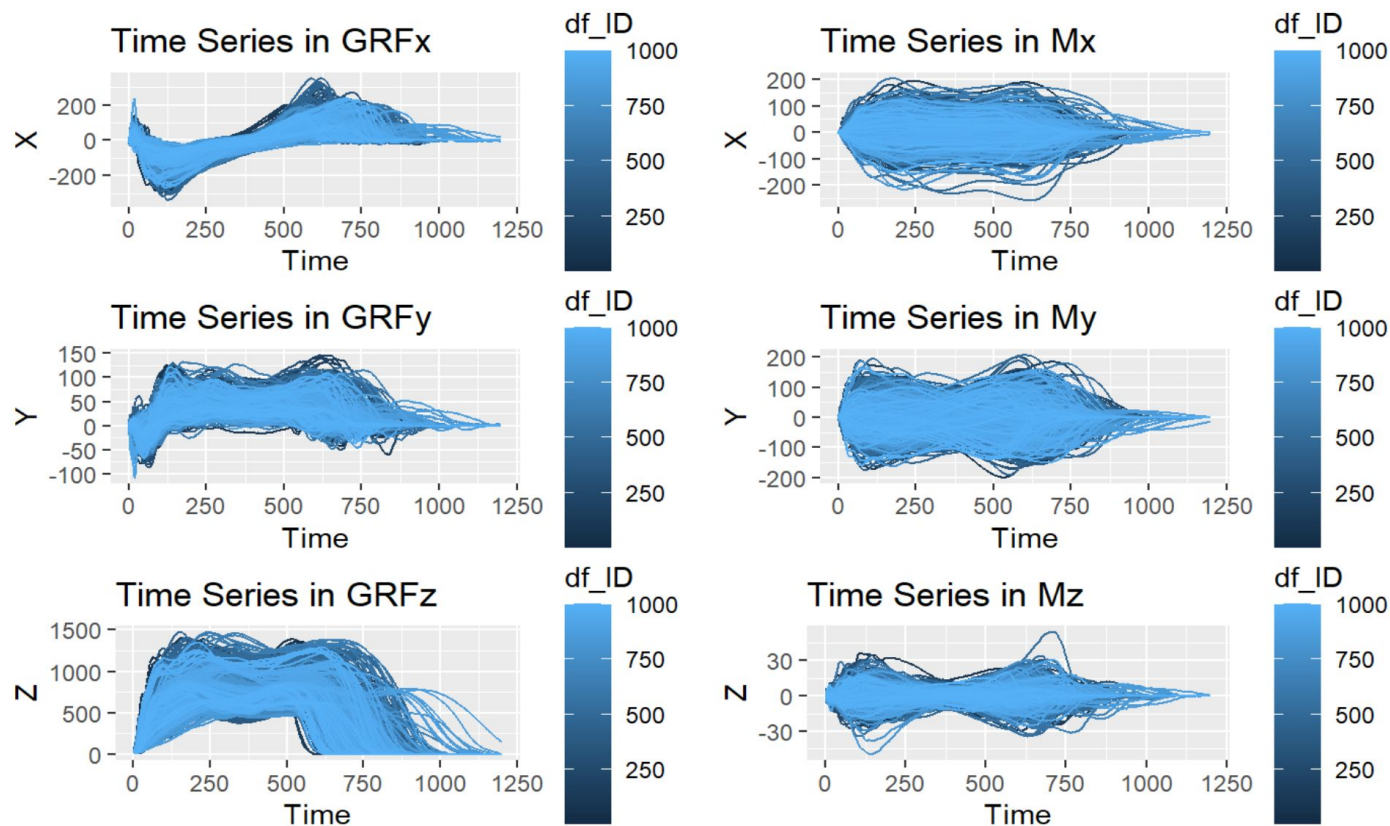 Time Series in GRFx
df_ID
200
0
-200
X
0 250 500 750 1000 1250
Time
1000
750
500
250
Time Series in Mx
df_ID
200
100
0
-100
-200
X
0 250 500 750 1000 1250
Time
1000
750
500
250
Time Series in GRFy
df_ID
150
100
50
0
-50
-100
Y
0 250 500 750 1000 1250
Time
1000
750
500
250
Time Series in My
df_ID
200
100
0
-100
-200
Y
0 250 500 750 1000 1250
Time
1000
750
500
250
Time Series in GRFz
df_ID
1500
1000
500
0
Z
0 250 500 750 1000 1250
Time
1000
750
500
250
Time Series in Mz
df_ID
30
0
-30
Z
0 250 500 750 1000 1250
Time
1000
750
500
250